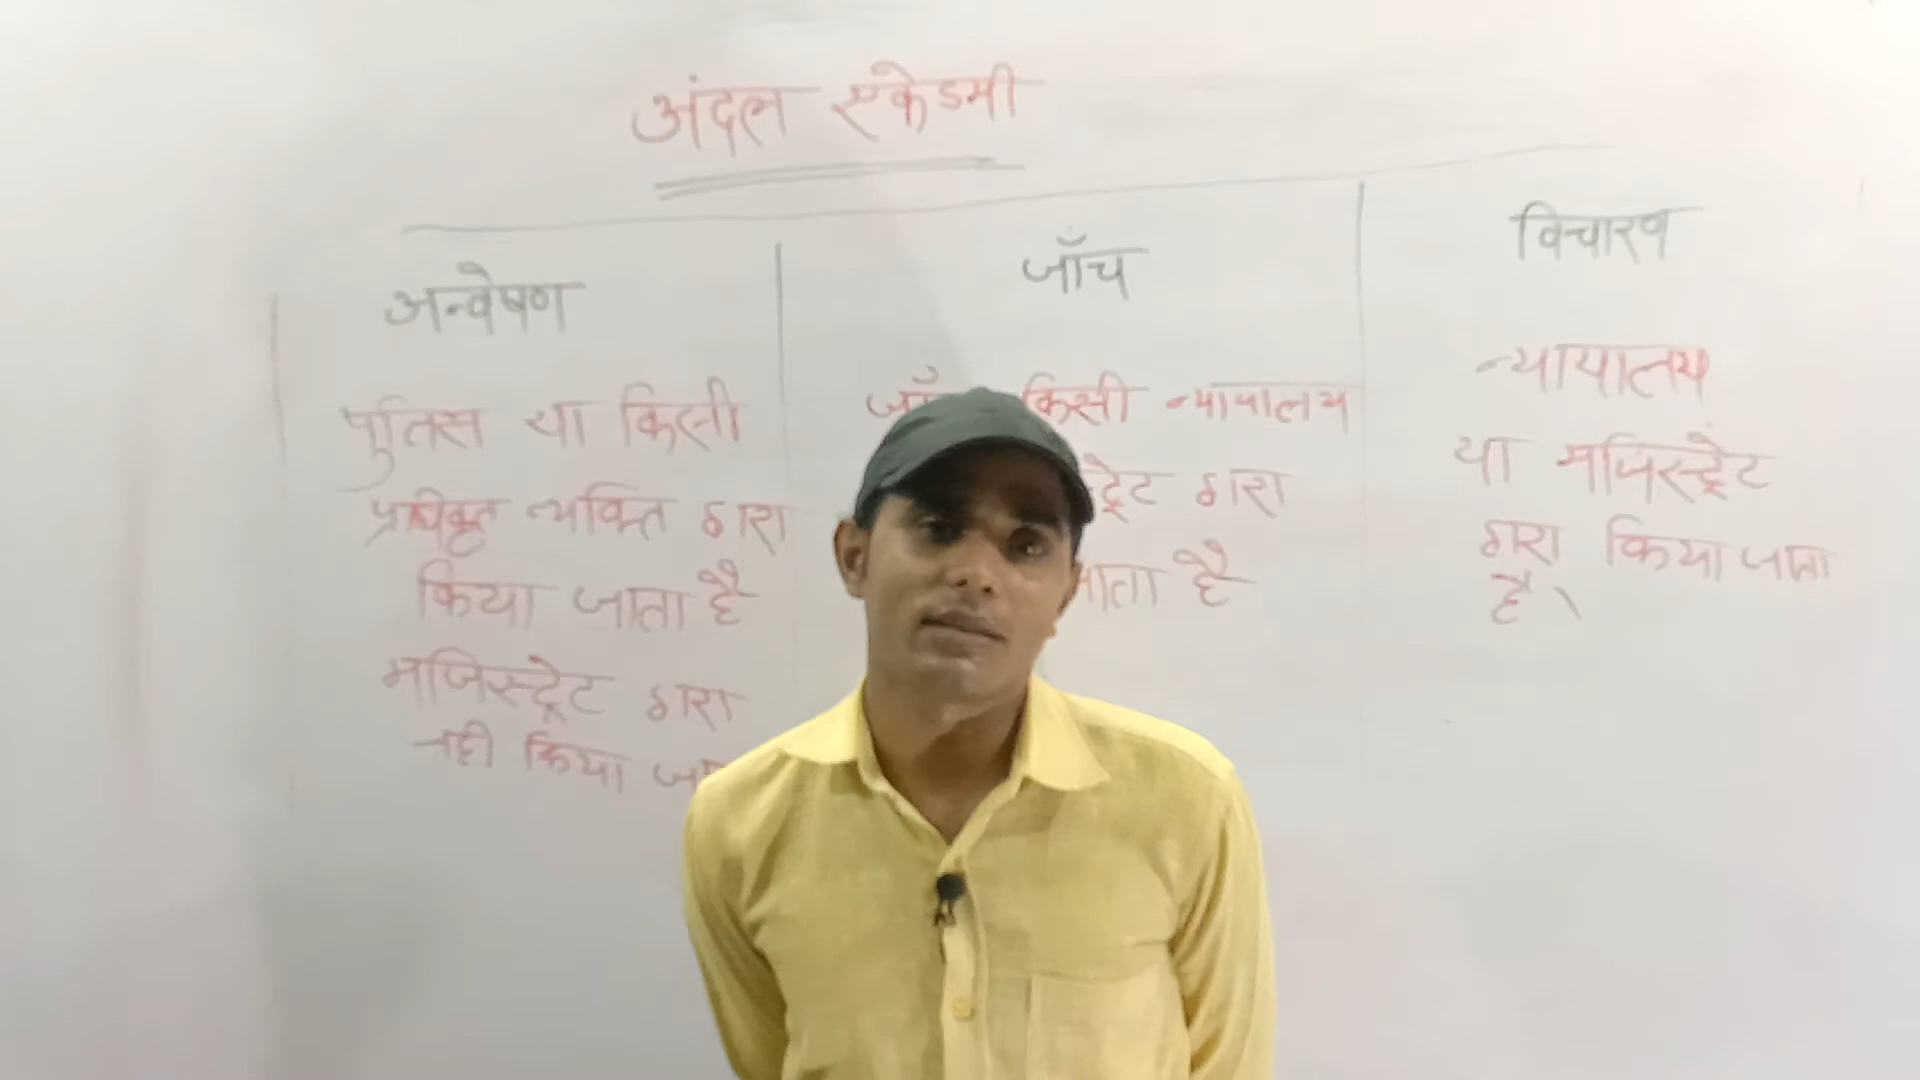 अंदल एकेडमी
अन्वेषण
पुलिस या किसी
प्राधिकृत व्यक्ति द्वारा
किया जाता है
मजिस्ट्रेट द्वारा
नही किया
जाँच
किसी न्यायालय
द्वारा
है
विचारण
न्यायालय
या मजिस्ट्रेट
द्वारा किया जाता
है।